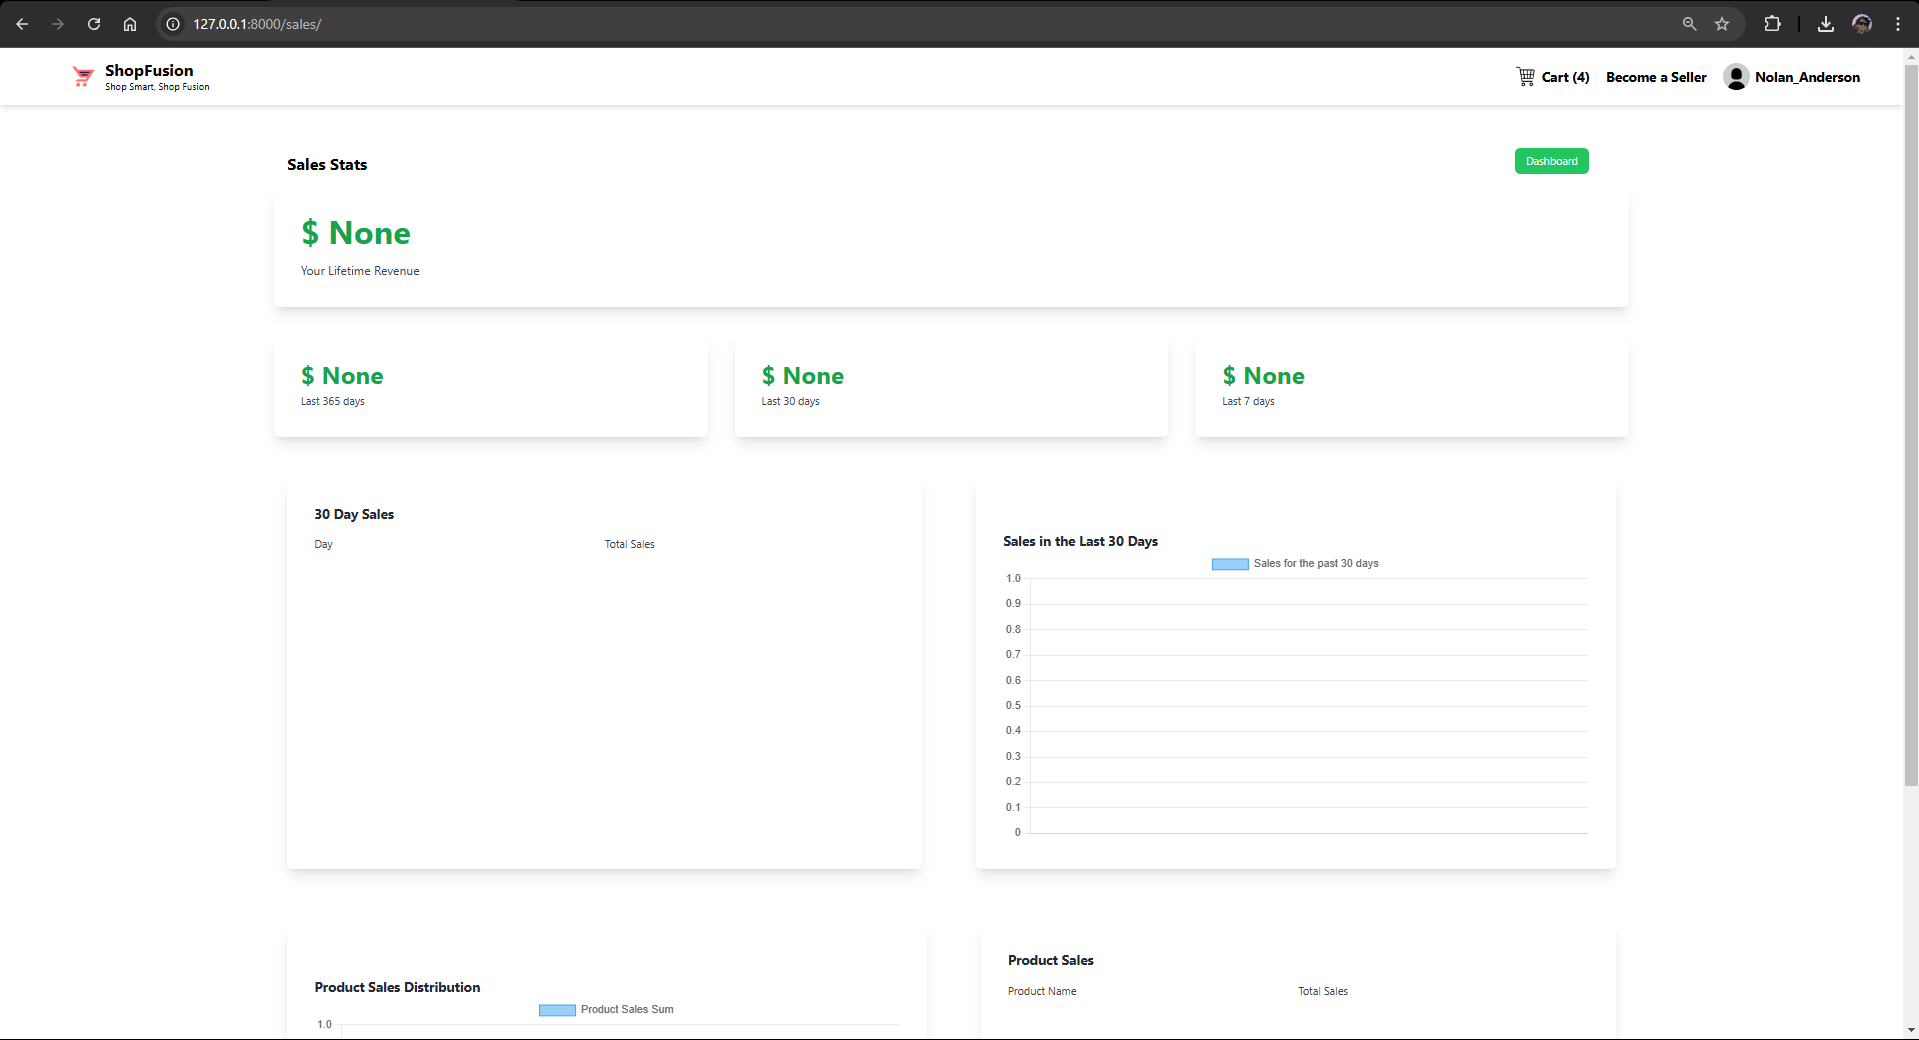 127.0.0.1:8000/sales/
ShopFusion
Shop Smart, Shop Fusion
Cart (4)
Become a Seller
Nolan_Anderson
Sales Stats
Dashboard
$ None
Your Lifetime Revenue
$ None
Last 365 days
$ None
Last 30 days
$ None
Last 7 days
30 Day Sales
Day
Total Sales
Sales in the Last 30 Days
Sales for the past 30 days
1.0
0.9
0.8
0.7
0.6
0.5
0.4
0.3
0.2
0.1
0
Product Sales Distribution
Product Sales Sum
1.0
Product Sales
Product Name
Total Sales